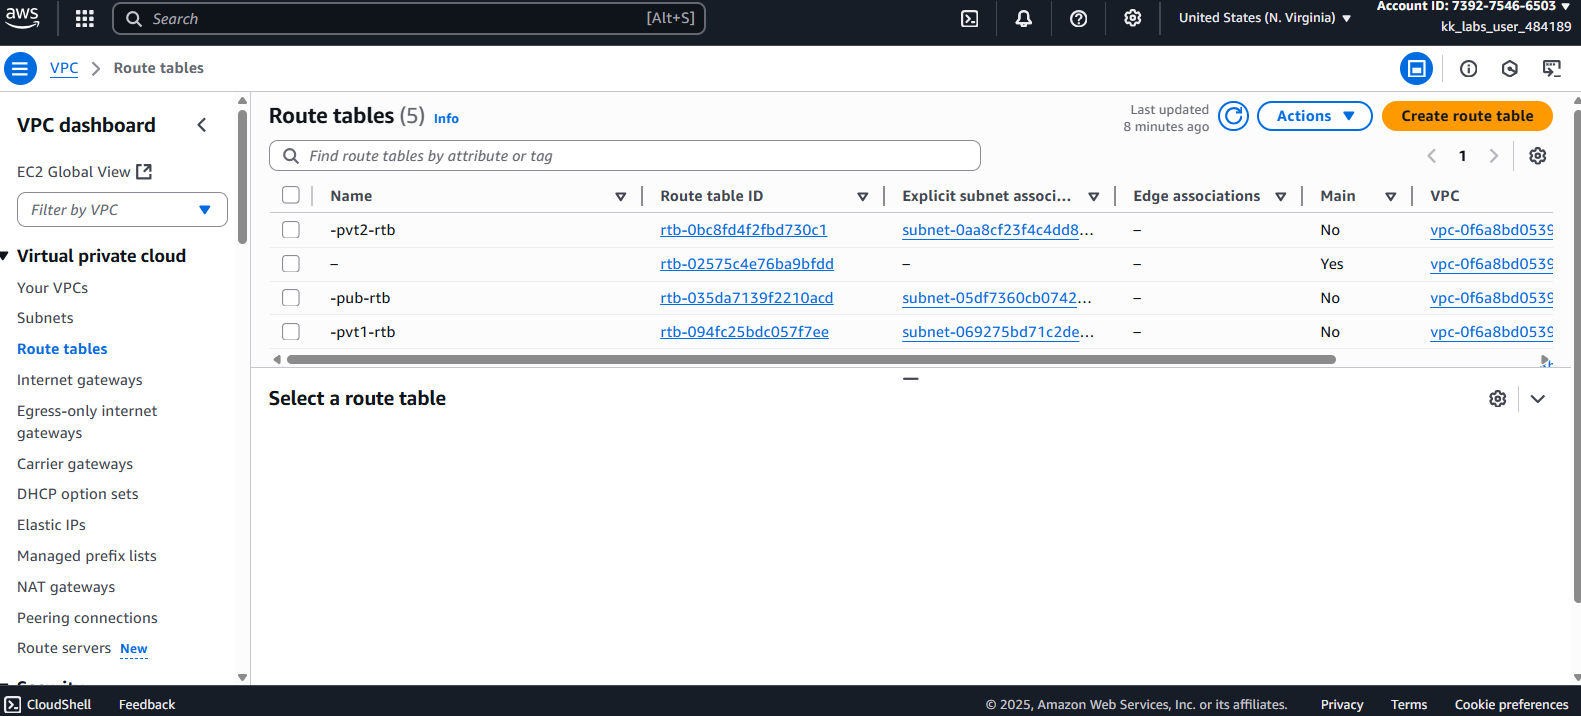 aws
Search [Alt+S]
United States (N. Virginia)
Account ID: 7392-7546-6503
kk_labs_user_484189
VPC
Route tables
VPC dashboard
EC2 Global View
Filter by VPC
Virtual private cloud
Your VPCs
Subnets
Route tables
Internet gateways
Egress-only internet
gateways
Carrier gateways
DHCP option sets
Elastic IPs
Managed prefix lists
NAT gateways
Peering connections
Route servers New
Security
Route tables (5) Info
Last updated
8 minutes ago
Actions
Create route table
Find route tables by attribute or tag
1
Name Route table ID Explicit subnet associ... Edge associations Main VPC
-pvt2-rtb rtb-0bc8fd4f2fbd730c1 subnet-0aa8cf23f4c4dd8... – No vpc-0f6a8bd0539
– rtb-02575c4e76ba9bfdd – – Yes vpc-0f6a8bd0539
-pub-rtb rtb-035da7139f2210acd subnet-05df7360cb0742... – No vpc-0f6a8bd0539
-pvt1-rtb rtb-094fc25bdc057f7ee subnet-069275bd71c2de... – No vpc-0f6a8bd0539
Select a route table
CloudShell Feedback © 2025, Amazon Web Services, Inc. or its affiliates. Privacy Terms Cookie preferences